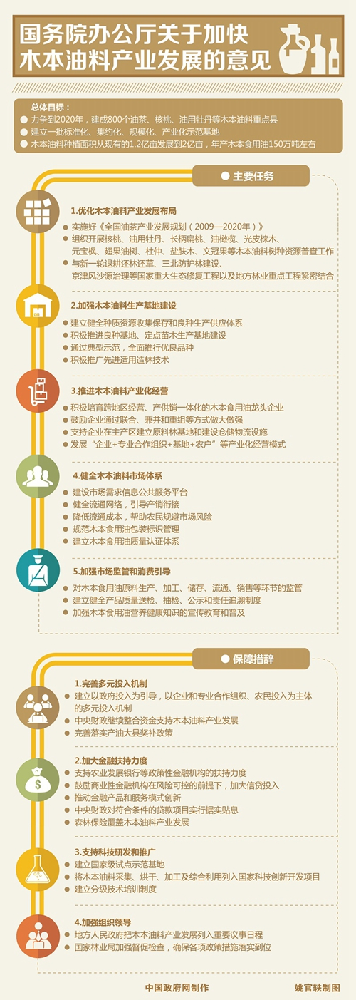 国务院办公厅关于加快
木本油料产业发展的意见
总体目标：
力争到2020年，建成800个油茶、核桃、油用牡丹等木本油料重点县
建立一批标准化、集约化、规模化、产业化示范基地
木本油料种植面积从现有的1.2亿亩发展到2亿亩，年产木本食用油150万吨左右
主要任务
1.优化木本油料产业发展布局
实施好《全国油茶产业发展规划（2009—2020年）》
组织开展核桃、油用牡丹、长柄扁桃、油橄榄、光皮梾木、
元宝枫、翅果油树、杜仲、盐肤木、文冠果等木本油料树种资源普查工作
与新一轮退耕还林还草、三北防护林建设、
京津风沙源治理等国家重大生态修复工程以及地方林业重点工程紧密结合
2.加强木本油料生产基地建设
建立健全种质资源收集保存和良种生产供应体系
积极推进良种基地、定点苗木生产基地建设
通过典型示范，全面推行优良品种
积极推广先进适用造林技术
3.推进木本油料产业化经营
积极培育跨地区经营、产供销一体化的木本食用油龙头企业
鼓励企业通过联合、兼并和重组等方式做大做强
支持企业在主产区建立原料林基地和建设仓储物流设施
发展“企业+专业合作组织+基地+农户”等产业化经营模式
4.健全木本油料市场体系
建设市场需求信息公共服务平台
健全流通网络，引导产销衔接
降低流通成本，帮助农民规避市场风险
规范木本食用油包装标识管理
建立木本食用油质量认证体系
5.加强市场监管和消费引导
对木本食用油原料生产、加工、储存、流通、销售等环节的监管
建立健全产品质量送检、抽检、公示和责任追溯制度
加强木本食用油营养健康知识的宣传教育和普及
保障措辞
1.完善多元投入机制
建立以政府投入为引导，以企业和专业合作组织、农民投入为主体
的多元投入机制
中央财政继续整合资金支持木本油料产业发展
完善落实产油大县奖补政策
2.加大金融扶持力度
支持农业发展银行等政策性金融机构的扶持力度
鼓励商业性金融机构在风险可控的前提下，加大信贷投入
推动金融产品和服务模式创新
中央财政对符合条件的贷款项目实行据实贴息
森林保险覆盖木本油料产业发展
3.支持科技研发和推广
建立国家级试点示范基地
将木本油料采集、烘干、加工及综合利用列入国家科技创新开发项目
建立分级技术培训制度
4.加强组织领导
地方人民政府把木本油料产业发展列入重要议事日程
国家林业局加强督促检查，确保各项政策措施落实到位
中国政府网制作
姚官轶制图